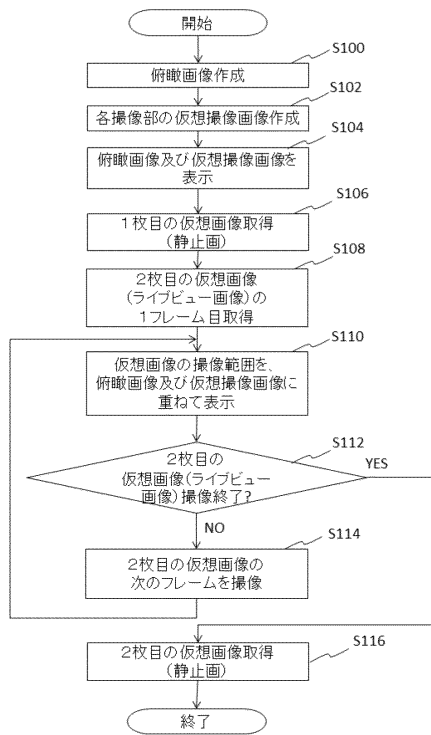 開始
S100
俯瞰画像作成
S102
各撮像部の仮想撮像画像作成
S104
俯瞰画像及び仮想撮像画像を
表示
S106
1枚目の仮想画像取得
(静止画)
S108
2枚目の仮想画像
(ライブビュー画像)の
1フレーム目取得
S110
仮想画像の撮像範囲を、
俯瞰画像及び仮想撮像画像に
重ねて表示
S112
2枚目の
仮想画像(ライブビュー
画像)撮像終了?
YES
NO
S114
2枚目の仮想画像の
次のフレームを撮像
S116
2枚目の仮想画像取得
(静止画)
終了